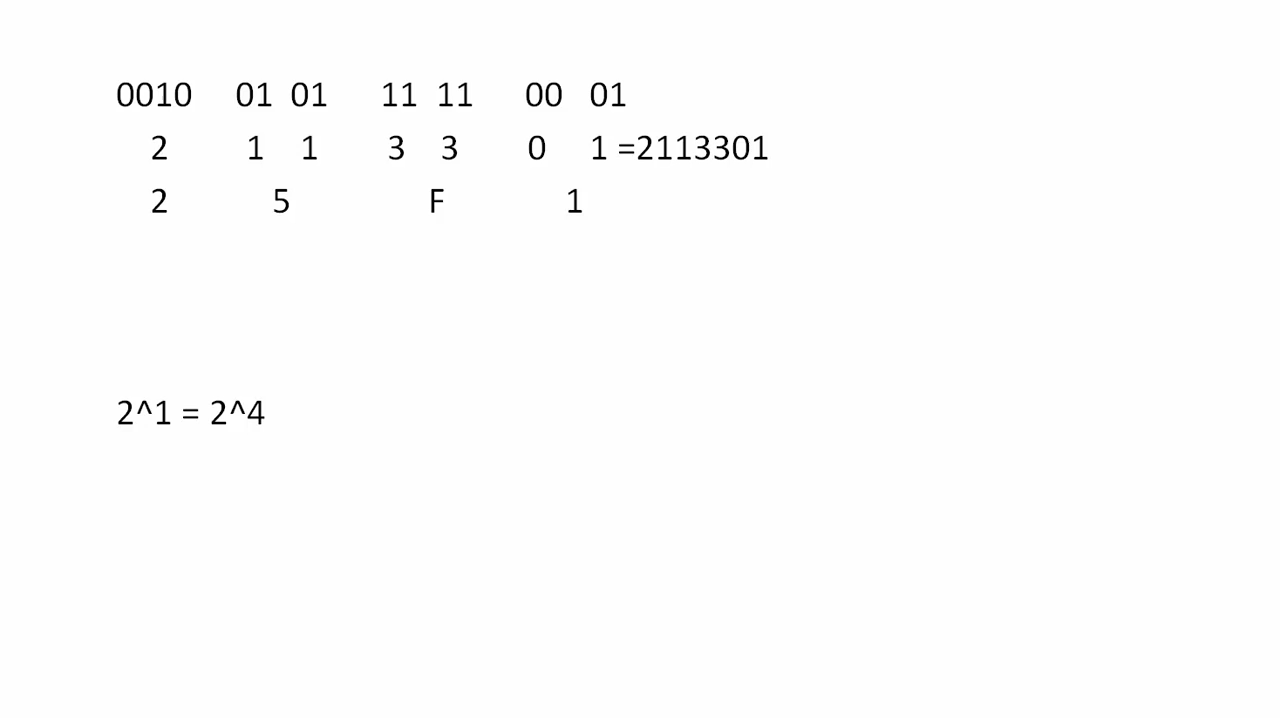 0010 01 01 11 11 00 01
2 1 1 3 3 0 1 =2113301
2 5 F 1
2^1 = 2^4